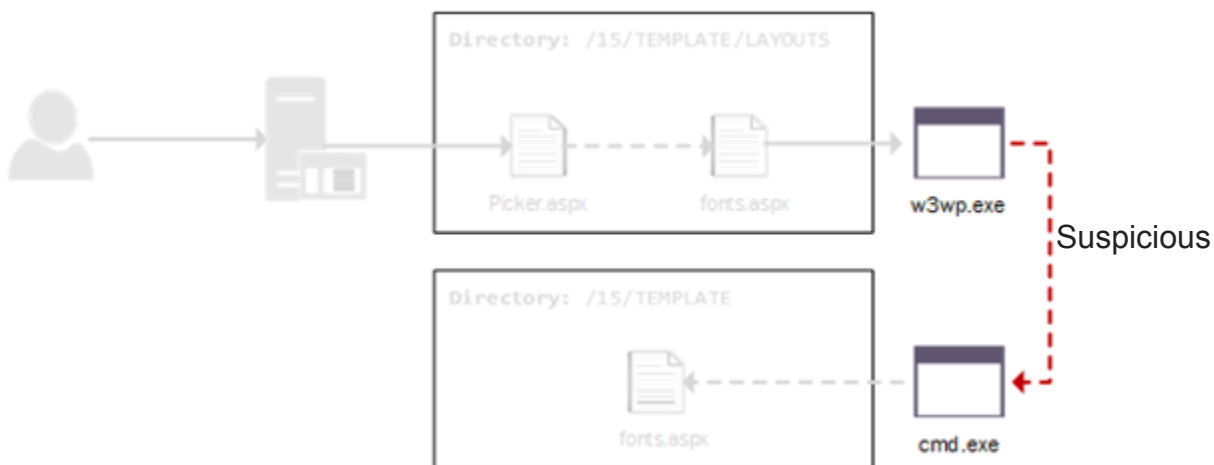 Directory: /15/TEMPLATE/LAYOUTS
Picker.aspx
fonts.aspx
w3wp.exe
Suspicious
Directory: /15/TEMPLATE
fonts.aspx
cmd.exe